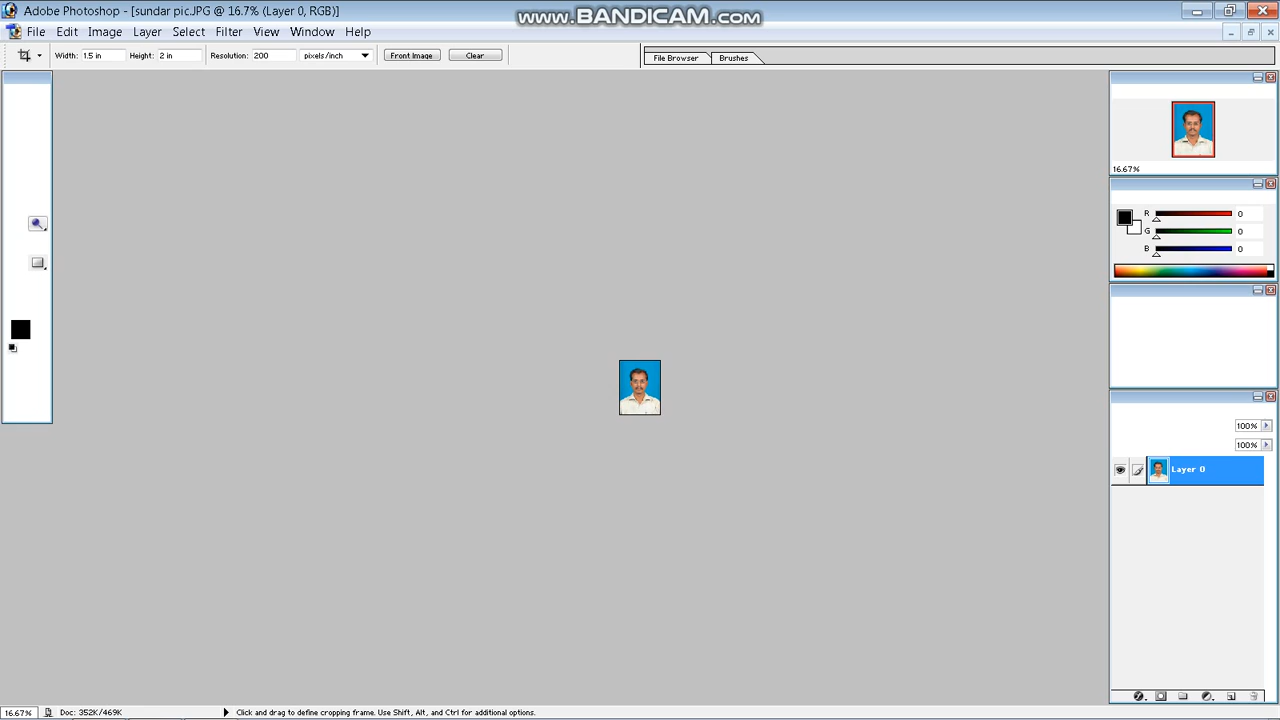 Adobe Photoshop - [sundar pic.JPG @ 16.7% (Layer 0, RGB)]
www.BANDICAM.com
File Edit Image Layer Select Filter View Window Help
Width: 1.5 in Height: 2 in Resolution: 200 pixels/inch Front Image Clear File Browser Brushes
16.67%
R 0
G 0
B 0
100%
100%
Layer 0
16.67% Doc: 352K/469K Click and drag to define cropping frame. Use Shift, Alt, and Ctrl for additional options.